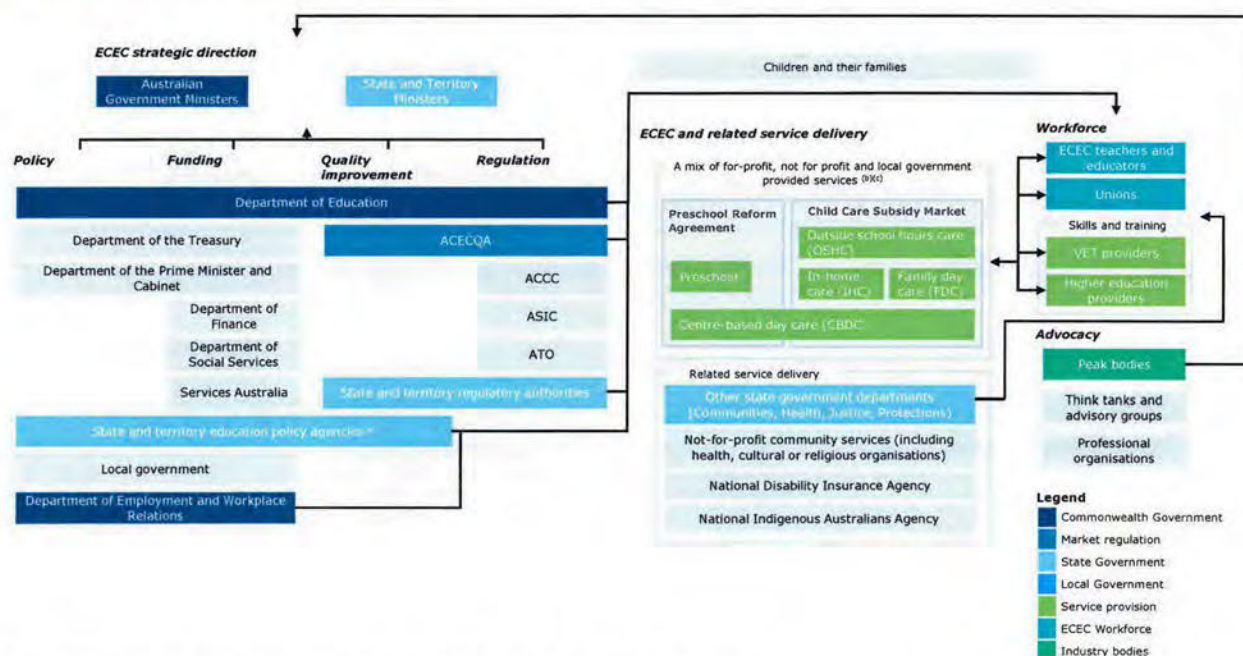 ECEC strategic direction
Australian
Government Ministers
State and Territory
Ministers
Children and their families
Policy
Funding
Quality
improvement
Regulation
Department of Education
Department of the Treasury
ACECQA
Department of the Prime Minister and
Cabinet
ACCC
Department of
Finance
ASIC
Department of
Social Services
ATO
Services Australia
State and territory regulatory authorities
State and territory education policy agencies
Local government
Department of Employment and Workplace
Relations
ECEC and related service delivery
A mix of for-profit, not for profit and local government
provided services (b)(c)
Preschool Reform
Agreement
Child Care Subsidy Market
Outside school hours care
(OSHC)
Preschool
In-home
care (IHC)
Family day
care (FDC)
Centre-based day care (CBDC
Related service delivery
Other state government departments
(Communities, Health, Justice, Protections)
Not-for-profit community services (including
health, cultural or religious organisations)
National Disability Insurance Agency
National Indigenous Australians Agency
Workforce
ECEC teachers and
educators
Unions
Skills and training
VET providers
Higher education
providers
Advocacy
Peak bodies
Think tanks and
advisory groups
Professional
organisations
Legend
Commonwealth Government
Market regulation
State Government
Local Government
Service provision
ECEC Workforce
Industry bodies